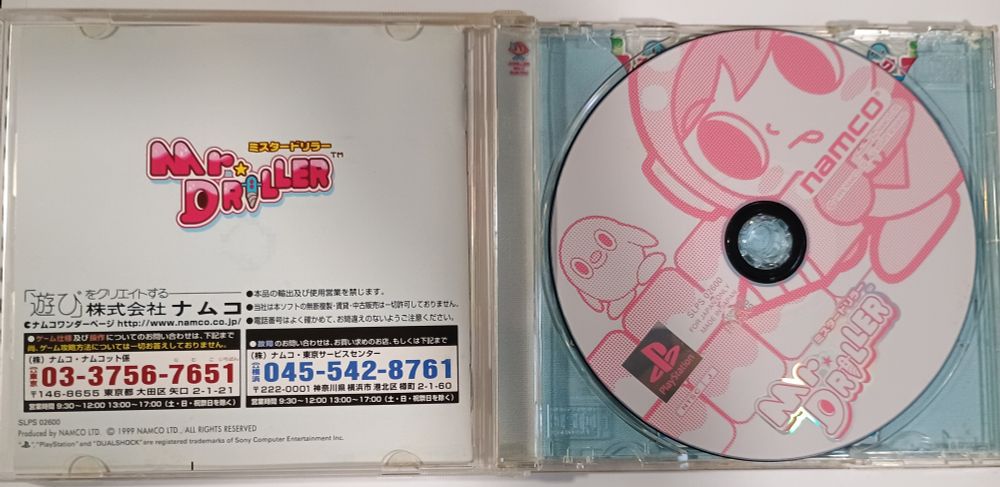 ミスタードリラー
Mr. DRILLER™
「遊び」をクリエイトする
株式会社 ナムコ
ナムコワンダーページ http://www.namco.co.jp/
●本品の輸出及び使用営業を禁じます。
●当社は本ソフトの無断複製・賃貸・中古販売は一切許可しておりません。
●電話番号はよく確かめて、お間違えのないようご注意ください。
●ゲーム仕様及び操作についてのお問い合わせは、下記まで
尚、ゲーム攻略方法については一切お答えしておりません。
(株)ナムコ・ナムコット係
東京 03-3756-7651
〒146-8655 東京都 大田区 矢口 2-1-21
営業時間 9:30~12:00 13:00~17:00 (土・日・祝祭日を除く)
●故障のお問い合わせは、お買い求めのお店、もしくは下記まで
(株)ナムコ・東京サービスセンター
横浜 045-542-8761
〒222-0001 神奈川県 横浜市 港北区 樽町 2-1-60
営業時間 9:30~12:00 13:00~17:00 (土・日・祝祭日を除く)
SLPS 02600
Produced by NAMCO LTD. © 1999 NAMCO LTD., ALL RIGHTS RESERVED
"PlayStation" and "DUALSHOCK" are registered trademarks of Sony Computer Entertainment Inc.
namco
SLPS 02600
PlayStation
ミスタードリラー
Mr. DRILLER